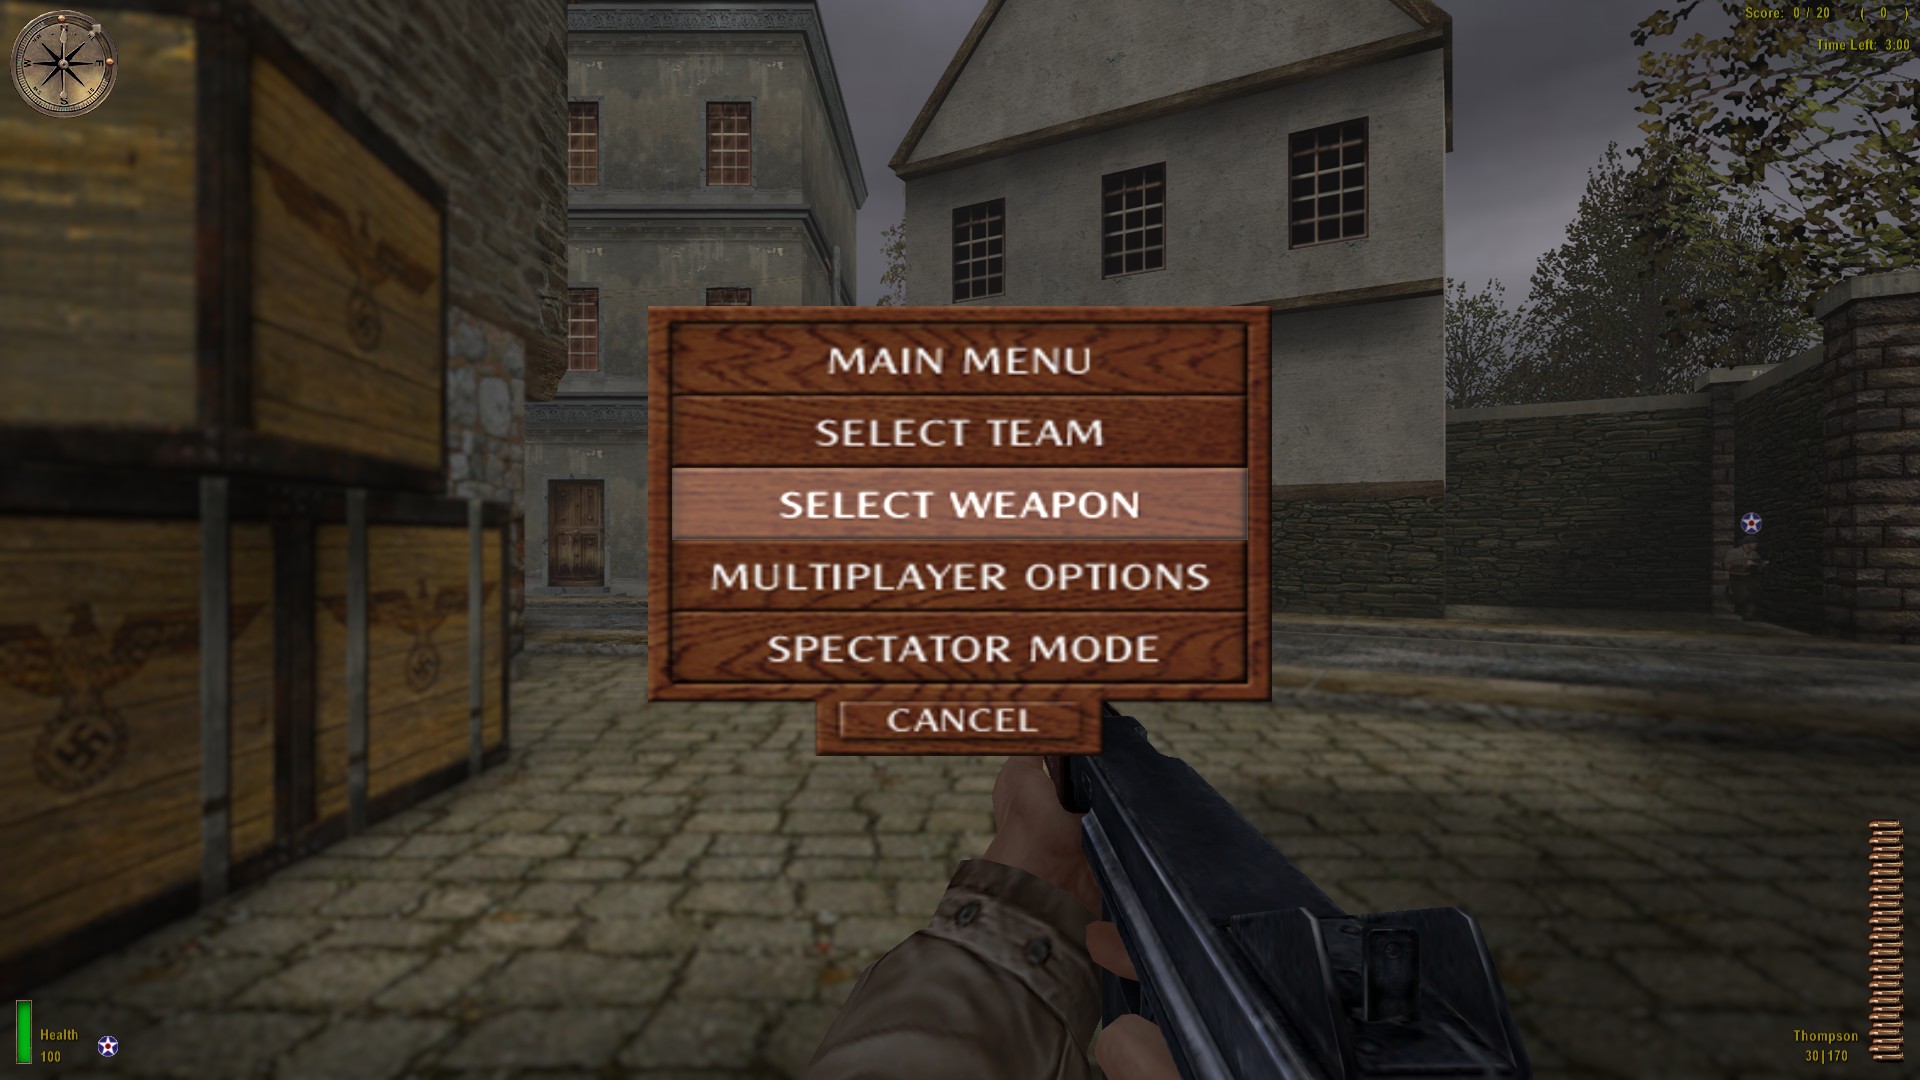 Score: 0 / 20 ( 0 )
Time Left: 3.00
MAIN MENU
SELECT TEAM
SELECT WEAPON
MULTIPLAYER OPTIONS
SPECTATOR MODE
CANCEL
Health
100
Thompson
30|170